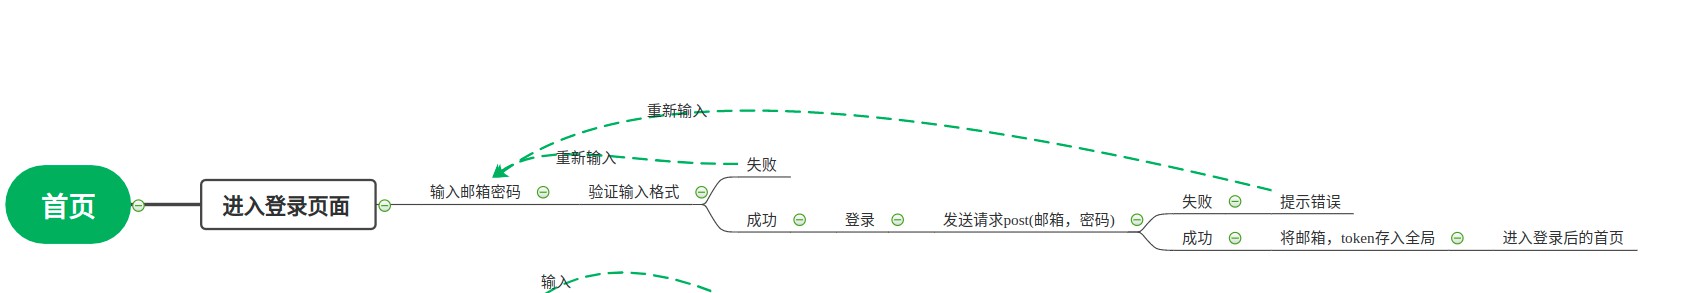 首页
进入登录页面
输入邮箱密码
验证输入格式
重新输入
重新输入
失败
成功
登录
发送请求post(邮箱，密码)
失败
提示错误
成功
将邮箱，token存入全局
进入登录后的首页
输入